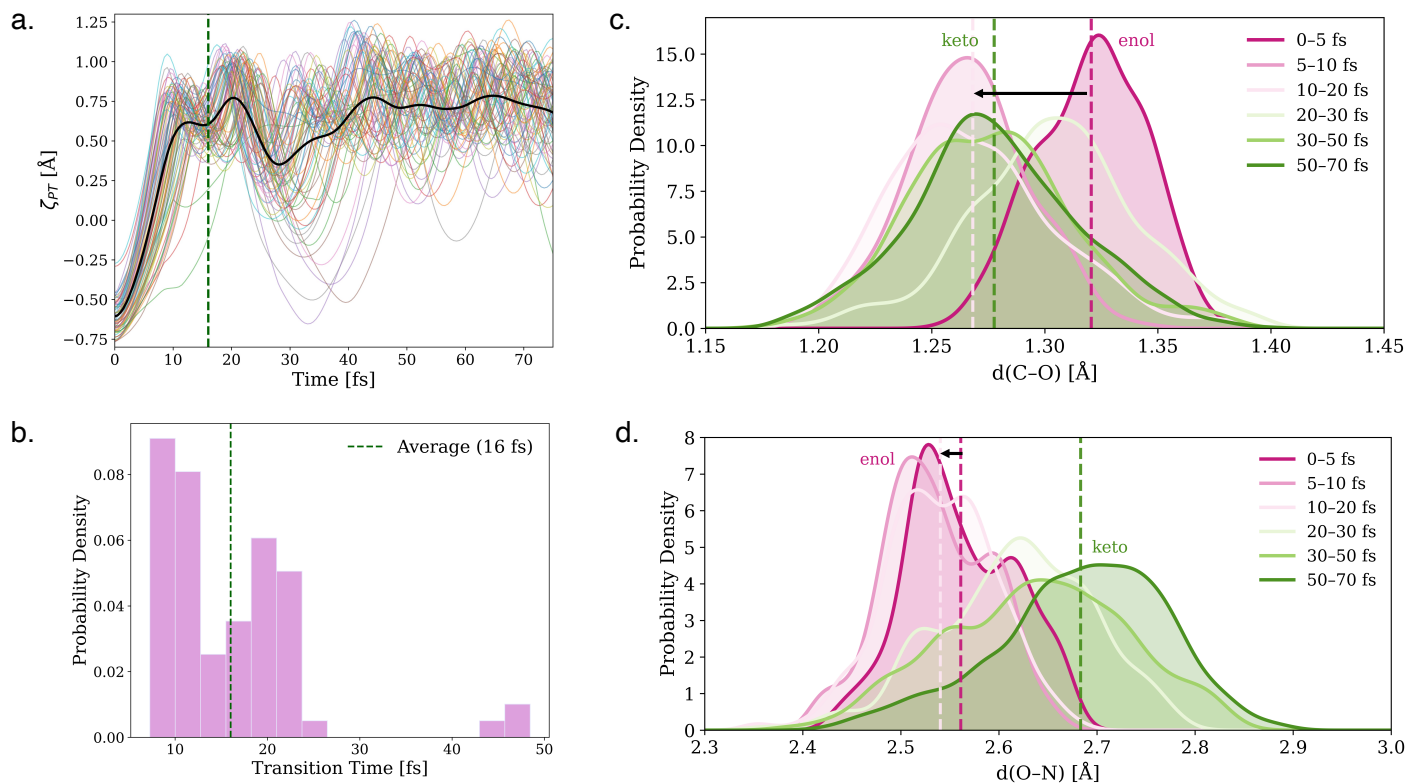 a.
1.25
1.00
0.75
0.50
0.25
0.00
−0.25
−0.50
−0.75
ζPT [Å]
0 10 20 30 40 50 60 70
Time [fs]
b.
Average (16 fs)
0.08
0.06
0.04
0.02
0.00
Probability Density
10 20 30 40 50
Transition Time [fs]
c.
keto
enol
0–5 fs
5–10 fs
10–20 fs
20–30 fs
30–50 fs
50–70 fs
15.0
12.5
10.0
7.5
5.0
2.5
0.0
Probability Density
1.15 1.20 1.25 1.30 1.35 1.40 1.45
d(C–O) [Å]
d.
enol
keto
0–5 fs
5–10 fs
10–20 fs
20–30 fs
30–50 fs
50–70 fs
8
7
6
5
4
3
2
1
0
Probability Density
2.3 2.4 2.5 2.6 2.7 2.8 2.9 3.0
d(O–N) [Å]